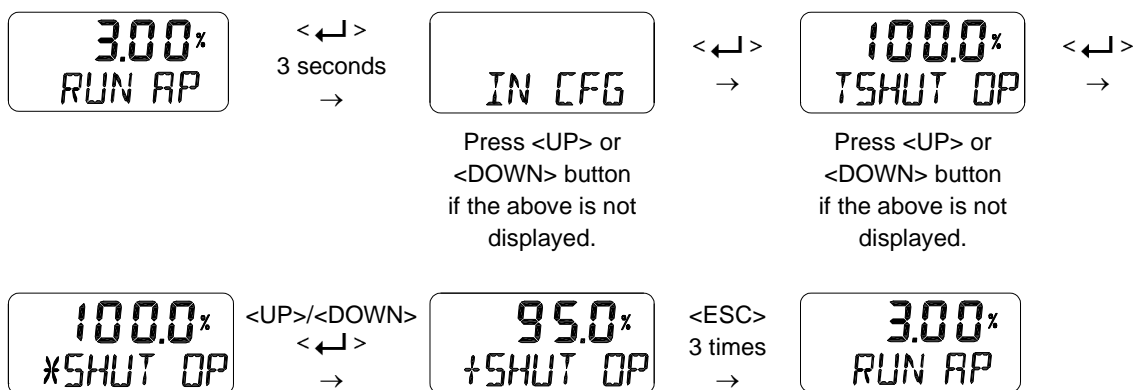 3.00%
RUN AP
< ↵ >
3 seconds
→
IN CFG
Press <UP> or
<DOWN> button
if the above is not
displayed.
< ↵ >
→
100.0%
TSHUT OP
Press <UP> or
<DOWN> button
if the above is not
displayed.
< ↵ >
→
100.0%
*SHUT OP
<UP>/<DOWN>
< ↵ >
→
95.0%
+SHUT OP
<ESC>
3 times
→
3.00%
RUN AP